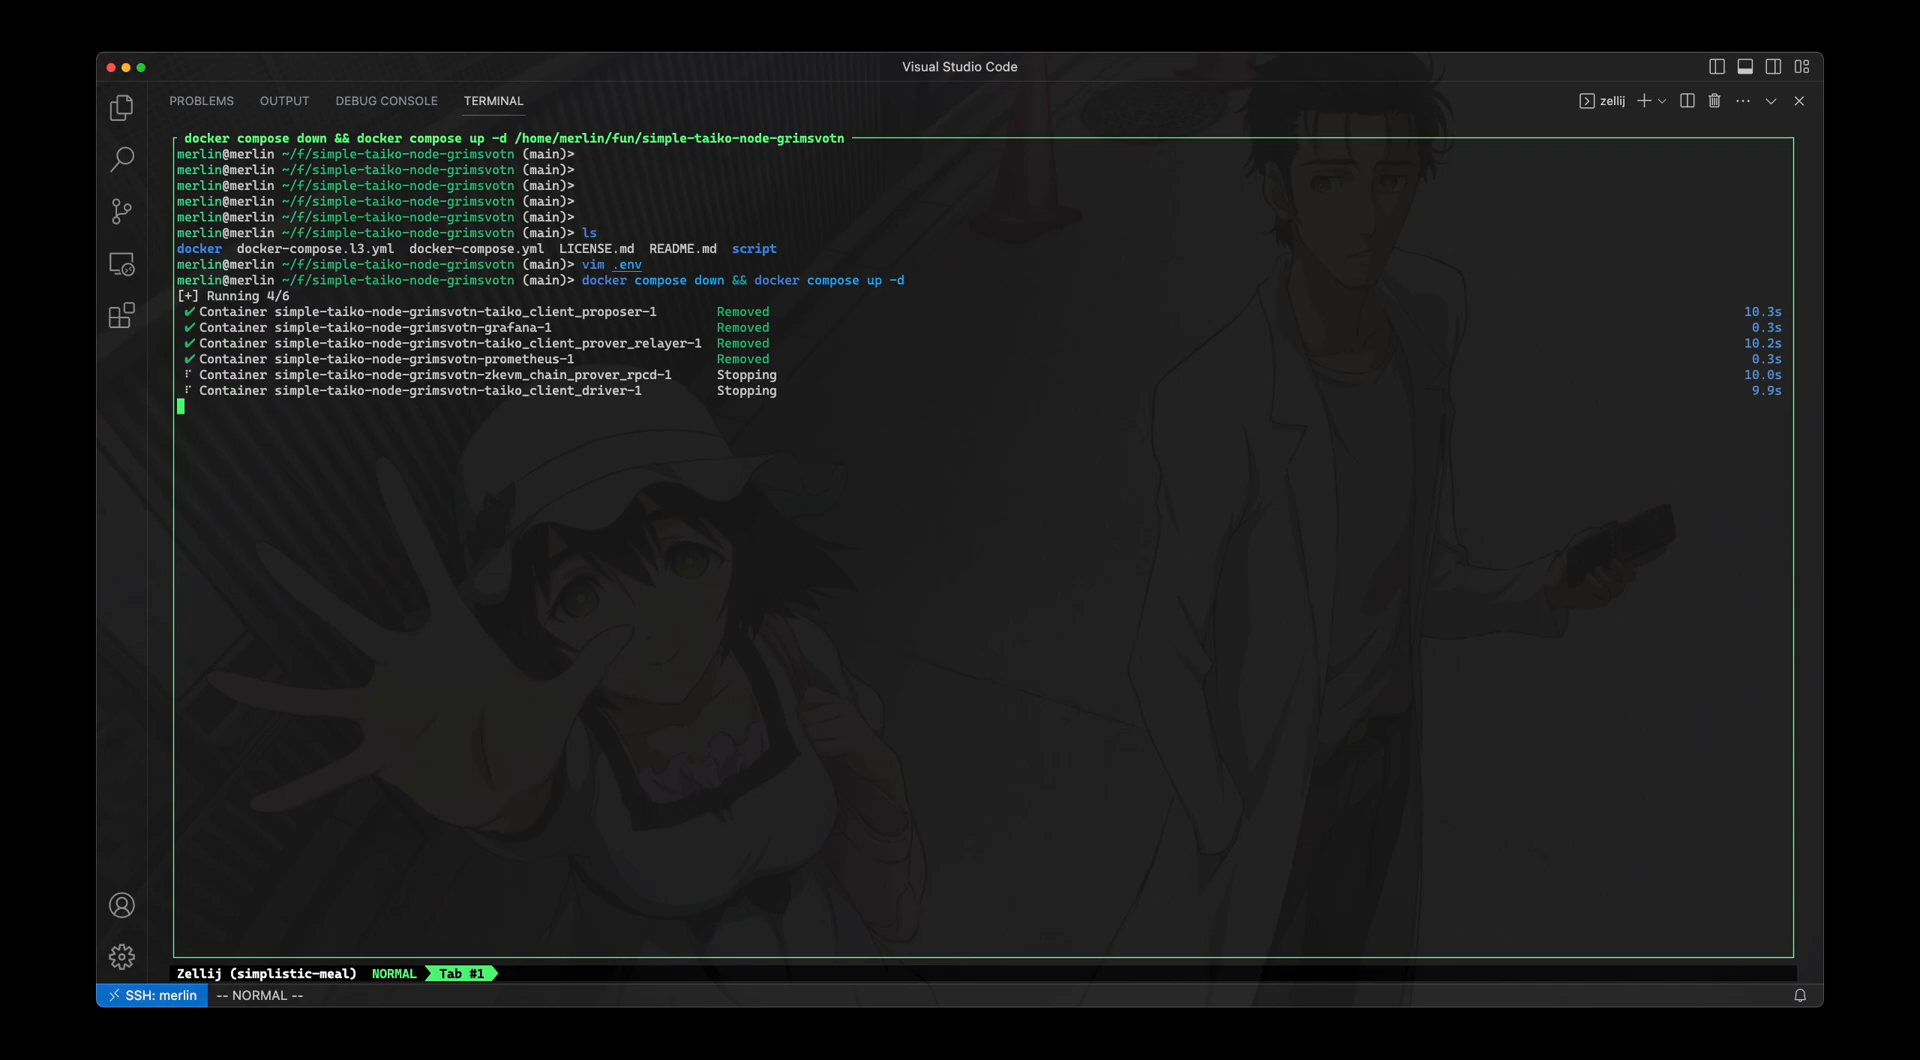 Visual Studio Code
PROBLEMS OUTPUT DEBUG CONSOLE TERMINAL zellij
docker compose down && docker compose up -d /home/merlin/fun/simple-taiko-node-grimsvotn
merlin@merlin ~/f/simple-taiko-node-grimsvotn (main)>
merlin@merlin ~/f/simple-taiko-node-grimsvotn (main)>
merlin@merlin ~/f/simple-taiko-node-grimsvotn (main)>
merlin@merlin ~/f/simple-taiko-node-grimsvotn (main)>
merlin@merlin ~/f/simple-taiko-node-grimsvotn (main)>
merlin@merlin ~/f/simple-taiko-node-grimsvotn (main)> ls
docker docker-compose.l3.yml docker-compose.yml LICENSE.md README.md script
merlin@merlin ~/f/simple-taiko-node-grimsvotn (main)> vim .env
merlin@merlin ~/f/simple-taiko-node-grimsvotn (main)> docker compose down && docker compose up -d
[+] Running 4/6
✔ Container simple-taiko-node-grimsvotn-taiko_client_proposer-1 Removed 10.3s
✔ Container simple-taiko-node-grimsvotn-grafana-1 Removed 0.3s
✔ Container simple-taiko-node-grimsvotn-taiko_client_prover_relayer-1 Removed 10.2s
✔ Container simple-taiko-node-grimsvotn-prometheus-1 Removed 0.3s
⠏ Container simple-taiko-node-grimsvotn-zkevm_chain_prover_rpcd-1 Stopping 10.0s
⠏ Container simple-taiko-node-grimsvotn-taiko_client_driver-1 Stopping 9.9s
Zellij (simplistic-meal) NORMAL Tab #1
SSH: merlin -- NORMAL --